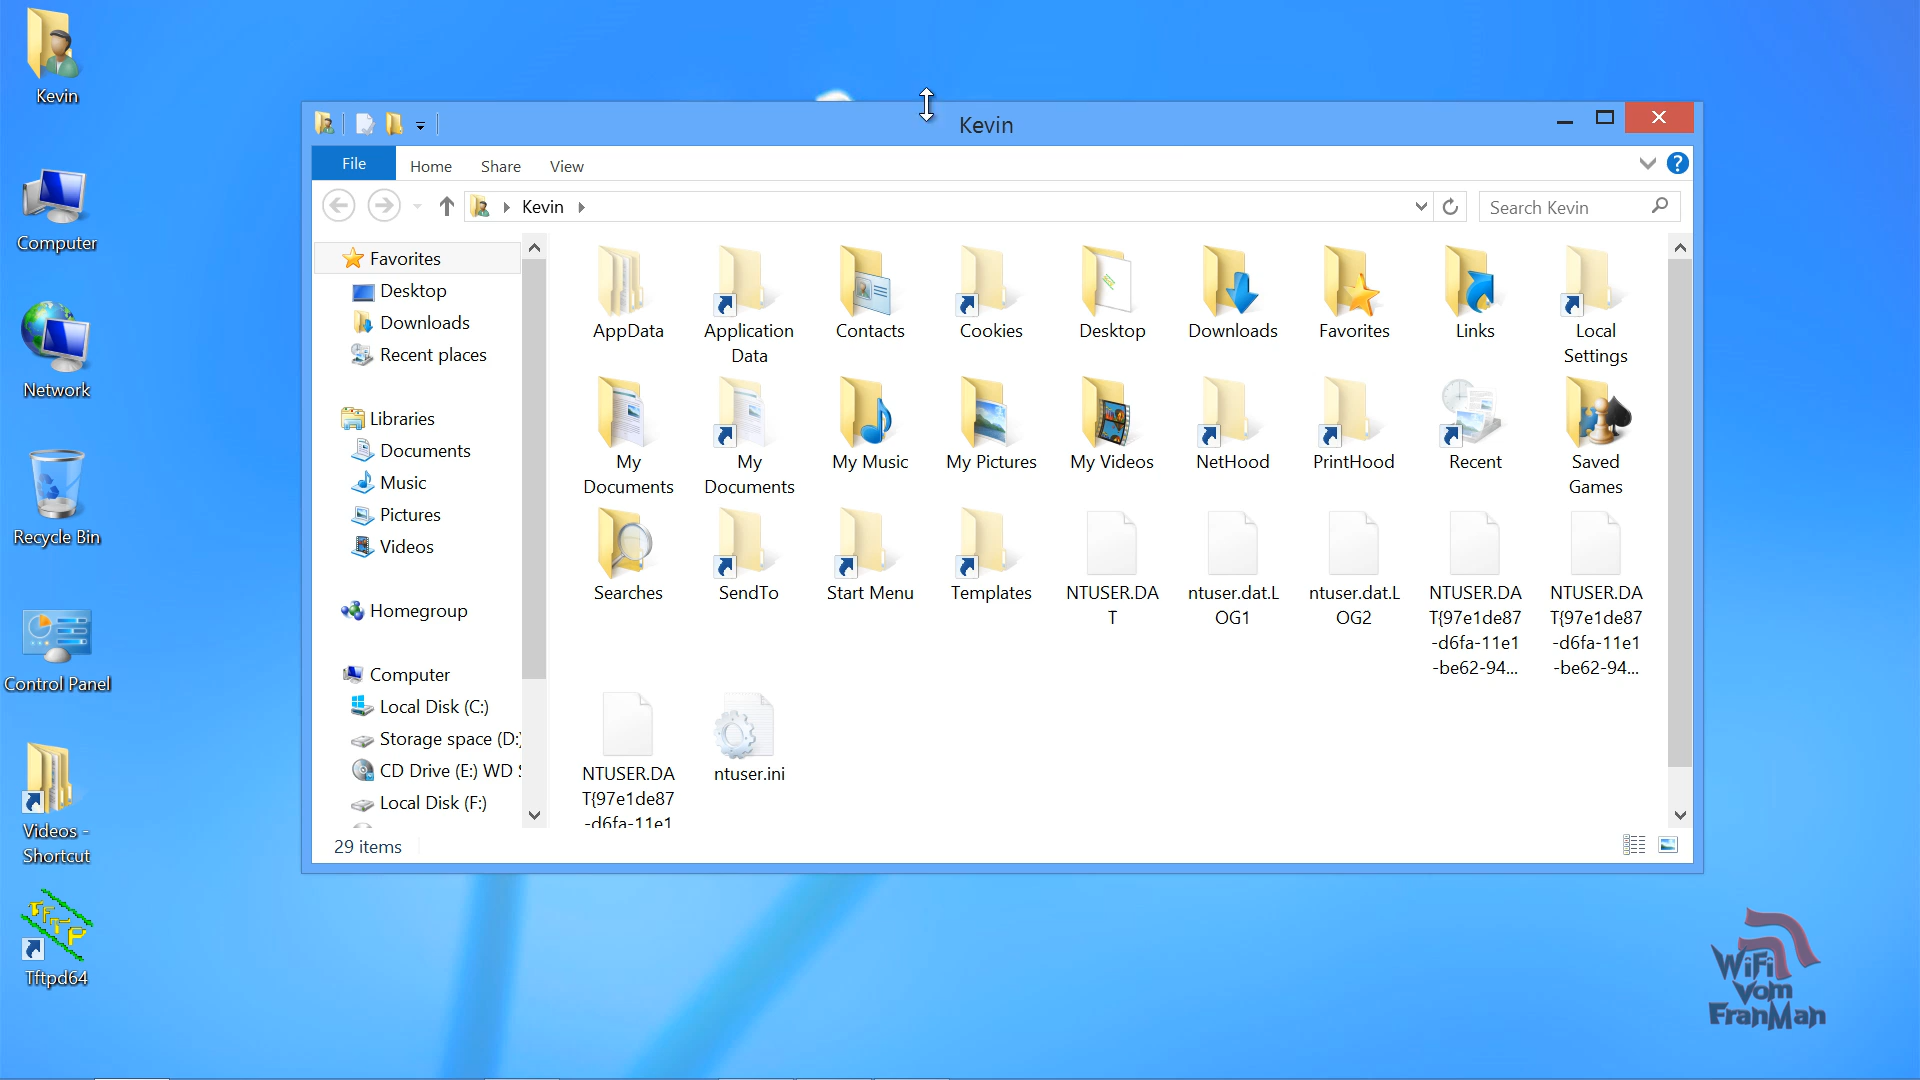 Kevin
Computer
Network
Recycle Bin
Control Panel
Videos -
Shortcut
TFTP
Tftpd64
Kevin
File
Home
Share
View
Kevin
Search Kevin
Favorites
Desktop
Downloads
Recent places
Libraries
Documents
Music
Pictures
Videos
Homegroup
Computer
Local Disk (C:)
Storage space (D:)
CD Drive (E:) WD
Local Disk (F:)
AppData
Application
Data
Contacts
Cookies
Desktop
Downloads
Favorites
Links
Local
Settings
My
Documents
My
Documents
My Music
My Pictures
My Videos
NetHood
PrintHood
Recent
Saved
Games
Searches
SendTo
Start Menu
Templates
NTUSER.DA
T
ntuser.dat.L
OG1
ntuser.dat.L
OG2
NTUSER.DA
T{97e1de87
-d6fa-11e1
-be62-94...
NTUSER.DA
T{97e1de87
-d6fa-11e1
-be62-94...
NTUSER.DA
T{97e1de87
-d6fa-11e1
ntuser.ini
29 items
WiFi
Vom
FranMan